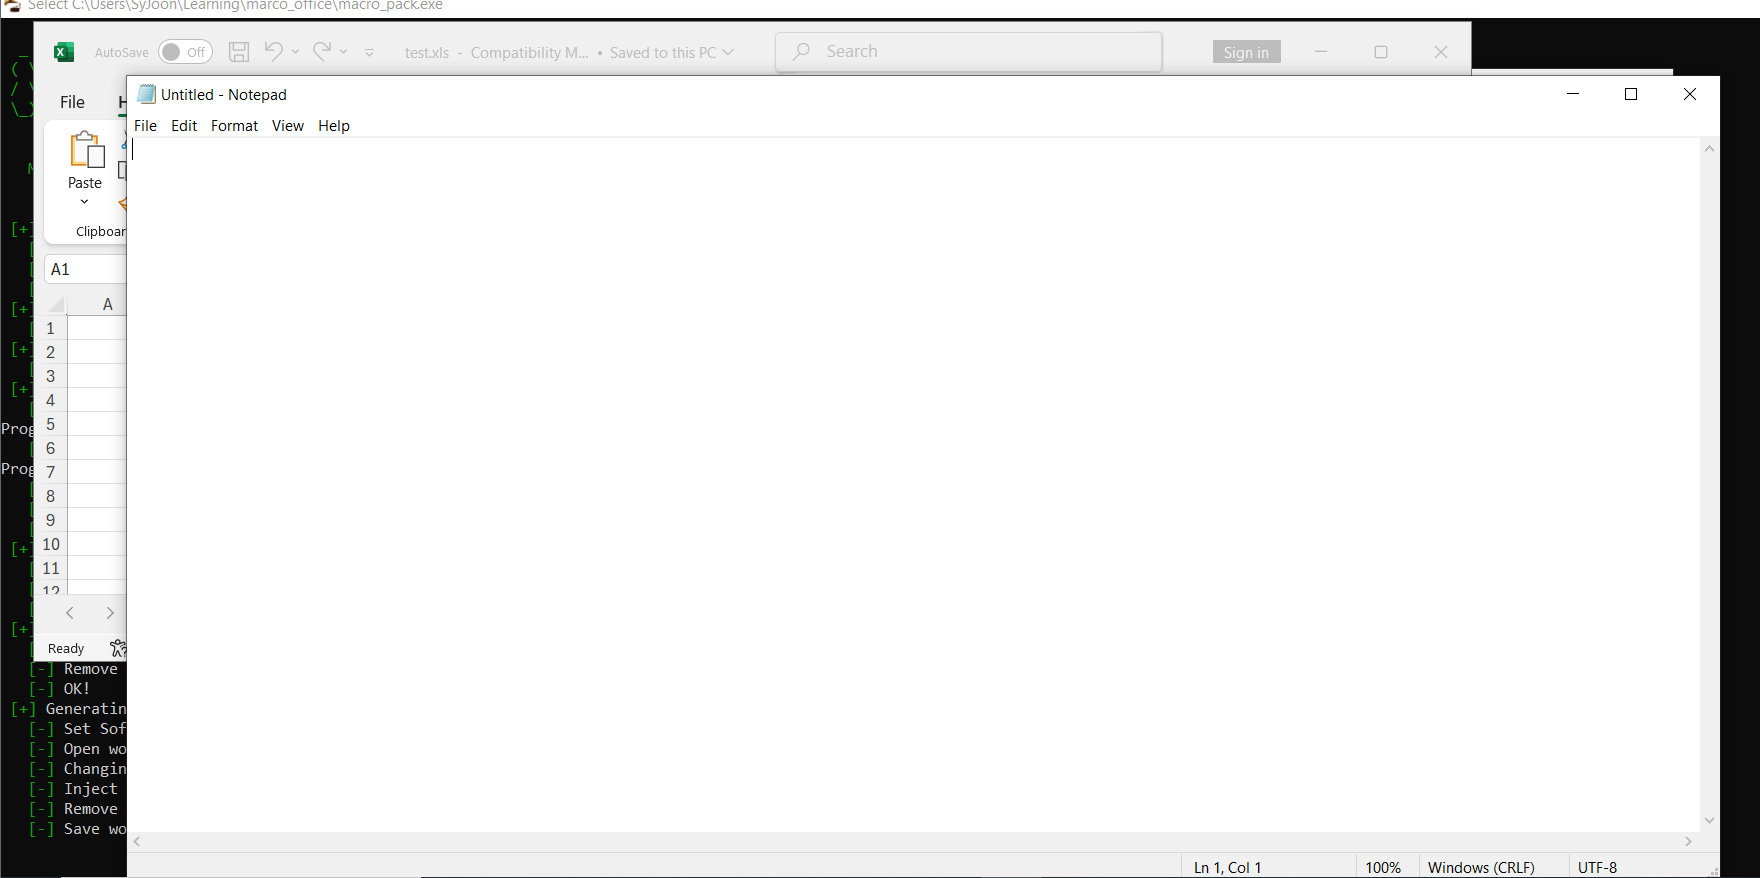 Select C:\Users\SyJoon\Learning\marco_office\macro_pack.exe
AutoSave Off test.xls - Compatibility M... • Saved to this PC Search Sign in
File
Untitled - Notepad
File Edit Format View Help
Paste
Clipboar
A1
A
1
2
3
4
5
6
7
8
9
10
11
12
Ready
[+]
[+]
[+]
[+]
Prog
Prog
[+]
[+]
[-] Remove
[-] OK!
[+] Generatin
[-] Set Sof
[-] Open wo
[-] Changin
[-] Inject
[-] Remove
[-] Save wo
Ln 1, Col 1 100% Windows (CRLF) UTF-8